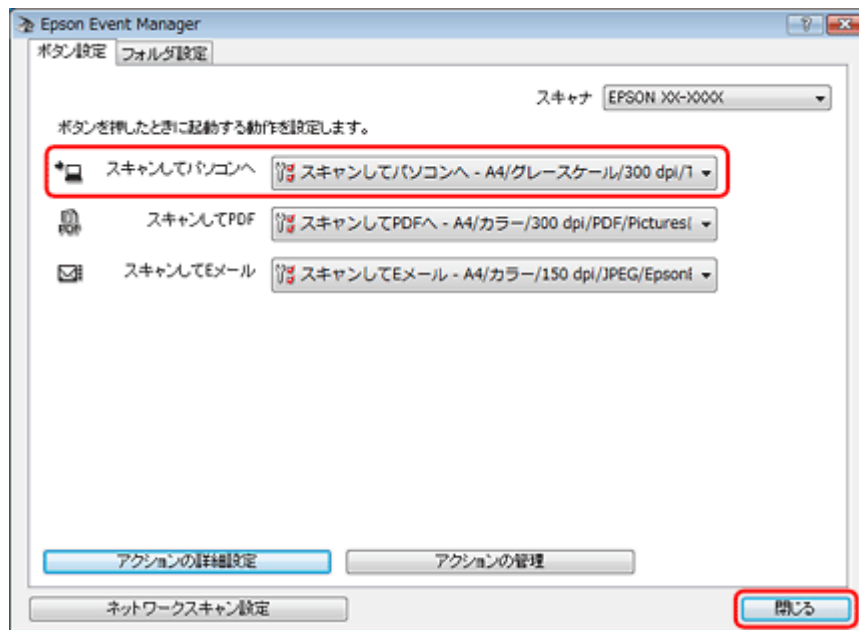 Epson Event Manager
ボタン設定 フォルダ設定
スキャナ EPSON XX-XXXX
ボタンを押したときに起動する動作を設定します。
スキャンしてパソコンへ スキャンしてパソコンへ - A4/グレースケール/300 dpi/
PDF スキャンしてPDF スキャンしてPDFへ - A4/カラー/300 dpi/PDF/Pictures(
スキャンしてEメール スキャンしてEメール - A4/カラー/150 dpi/JPEG/Epson
アクションの詳細設定 アクションの管理
ネットワークスキャン設定 閉じる